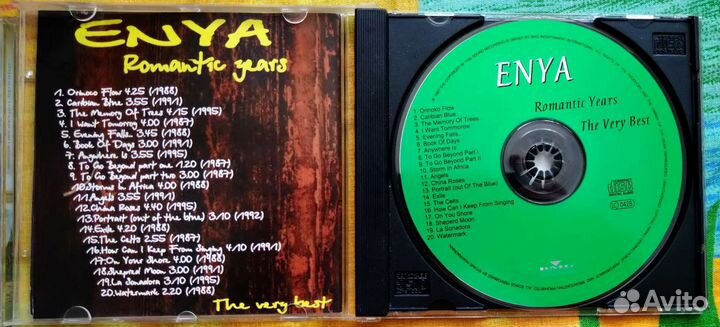 ENYA
Romantic years
1. Orinoko Flow 4.25 (1988)
2. Cariban Blue 3.55 (1991)
3. The Memory Of Trees 4.15 (1995)
4. I Want Tomorroy 4.00 (1987)
5. Evening Falls... 3.45 (1988)
6. Book Of Days 3.00 (1991)
7. Anywhere Is 3.55 (1995)
8. To Go Beyond part one 1.20 (1987)
9. To Go Beyond part two 3.00 (1987)
10. Storms in Africa 4.00 (1988)
11. Angels 3.55 (1991)
12. China Roses 4.40 (1995)
13. Portrait (out of the blue) 3/10 (1992)
14. Exile 4.20 (1988)
15. The Celts 2.55 (1987)
16. How Can I Keep From Singing 4.10 (1991)
17. On Your Shore 4.00 (1988)
18. Shepred Moon 3.00 (1991)
19. La Sonadora 3/10 (1995)
20. Watermark 2.20 (1988)
The very best
ENYA
Romantic Years
The Very Best
1. Orinoko Flow
2. Cariban Blue
3. The Memory Of Trees
4. I Want Tommorow
5. Evening Falls...
6. Book Of Days
7. Anywhere is
8. To Go Beyond Part I
9. To Go Beyond Part II
10. Storm in Africa
11. Angels
12. China Roses
13. Portrait (Out Of The Blue)
14. Exile
15. The Celts
16. How Can I Keep From Singing
17. On You Shore
18. Sheperd Moon
19. La Sonadora
20. Watermark
BMG
Avito